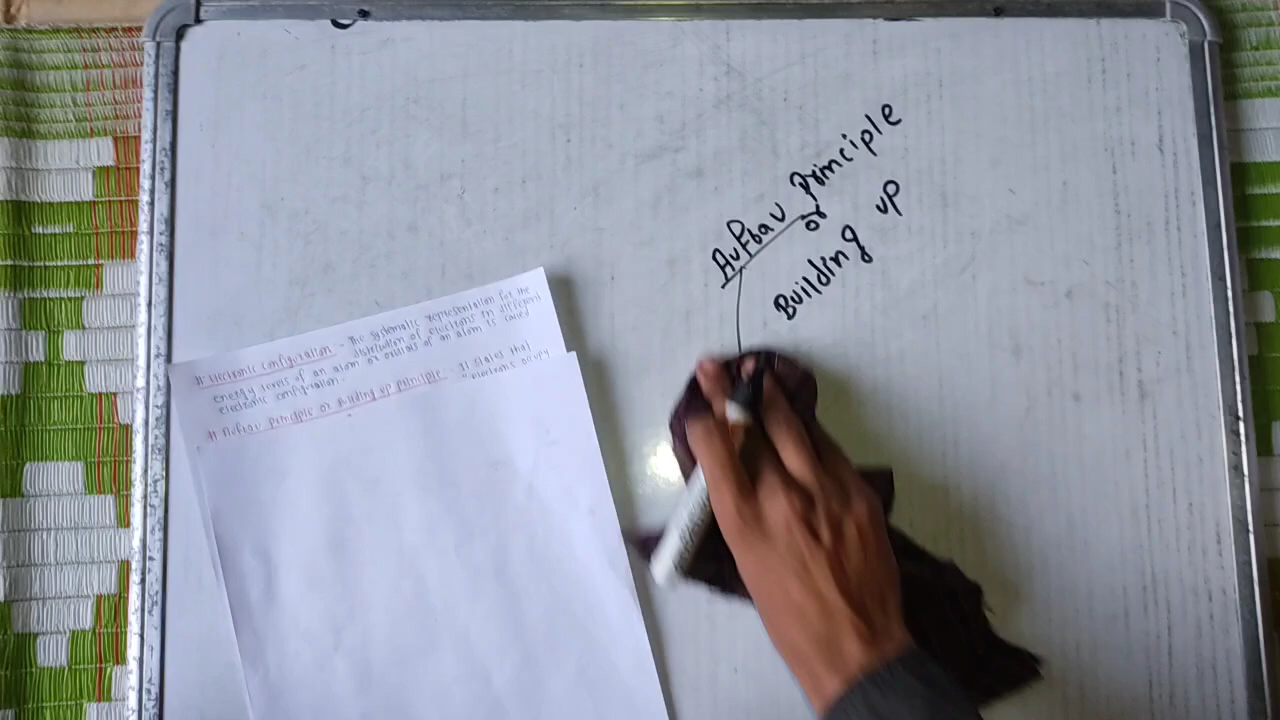 Aufbau Principle
or
Building up
# Electronic Configuration - The systematic representation for the
distribution of electrons in different
energy levels of an atom or orbitals of an atom is called
electronic configuration.
# Aufbau principle or Building up principle - It states that
"electrons occupy